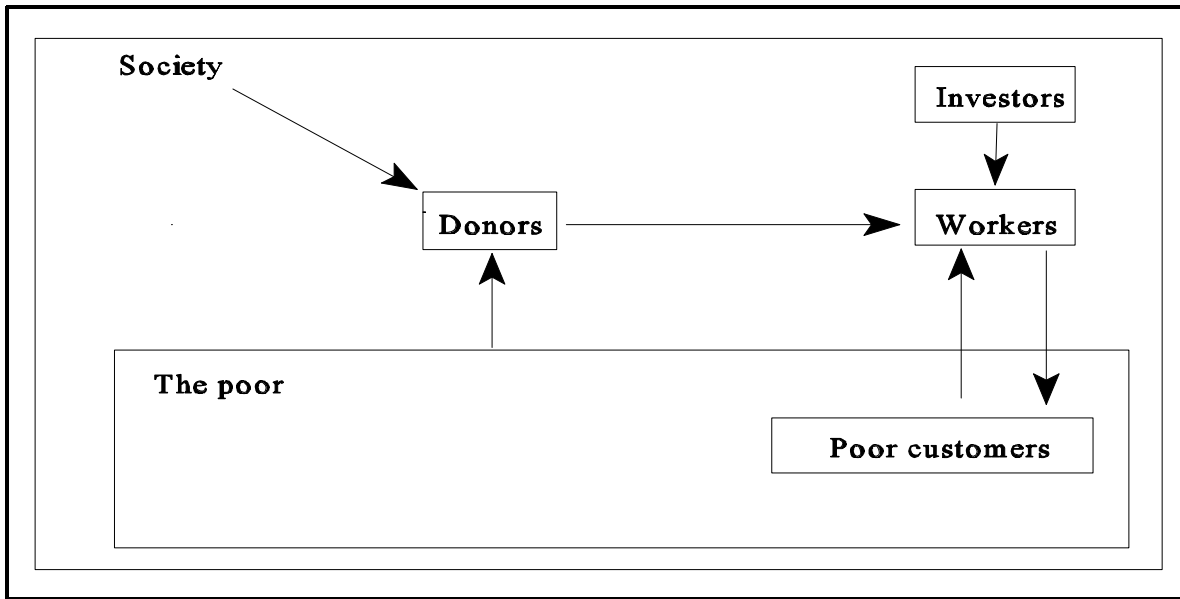 Society
Investors
Donors
Workers
The poor
Poor customers